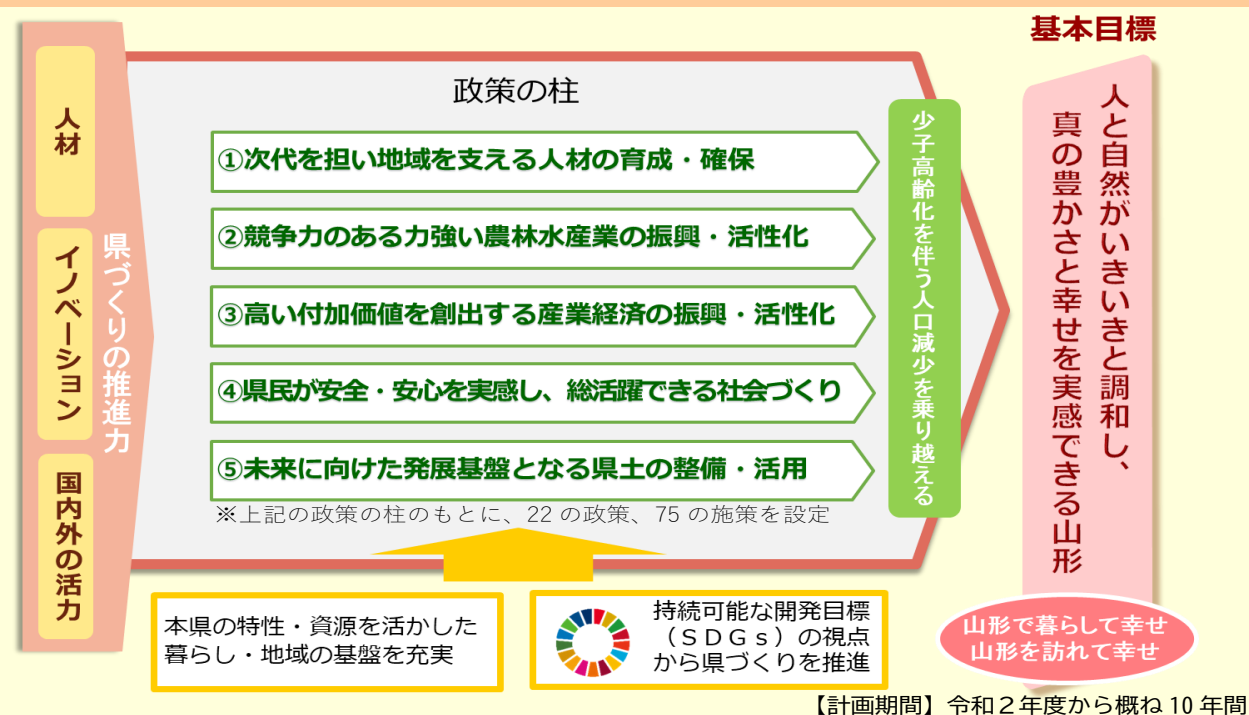 基本目標
人材
イノベーション
国内外の活力
県づくりの推進力
政策の柱
①次代を担い地域を支える人材の育成・確保
②競争力のある力強い農林水産業の振興・活性化
③高い付加価値を創出する産業経済の振興・活性化
④県民が安全・安心を実感し、総活躍できる社会づくり
⑤未来に向けた発展基盤となる県土の整備・活用
※上記の政策の柱のもとに、22 の政策、75 の施策を設定
少子高齢化を伴う人口減少を乗り越える
人と自然がいきいきと調和し、
真の豊かさと幸せを実感できる山形
本県の特性・資源を活かした
暮らし・地域の基盤を充実
持続可能な開発目標
（ＳＤＧｓ）の視点
から県づくりを推進
山形で暮らして幸せ
山形を訪れて幸せ
【計画期間】令和２年度から概ね 10 年間